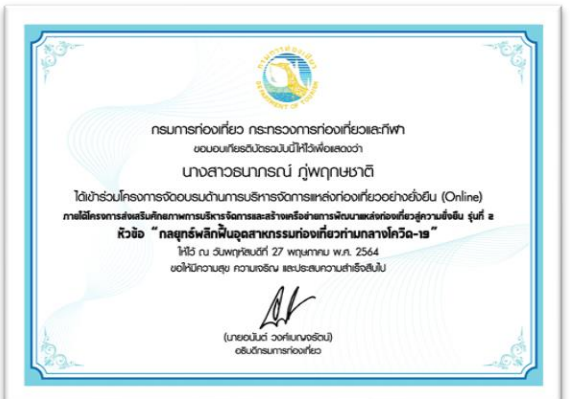 กรมการท่องเที่ยว
DEPARTMENT OF TOURISM
กรมการท่องเที่ยว กระทรวงการท่องเที่ยวและกีฬา
ขอมอบเกียรติบัตรฉบับนี้ให้ไว้เพื่อแสดงว่า
นางสาวธนาภรณ์ ภู่พฤกษชาติ
ได้เข้าร่วมโครงการจัดอบรมด้านการบริหารจัดการแหล่งท่องเที่ยวอย่างยั่งยืน (Online)
ภายใต้โครงการส่งเสริมศักยภาพการบริหารจัดการและสร้างเครือข่ายการพัฒนาแหล่งท่องเที่ยวสู่ความยั่งยืน รุ่นที่ ๒
หัวข้อ “กลยุทธ์พลิกฟื้นอุตสาหกรรมท่องเที่ยวท่ามกลางโควิด-19”
ให้ไว้ ณ วันพฤหัสบดีที่ 27 พฤษภาคม พ.ศ. 2564
ขอให้มีความสุข ความเจริญ และประสบความสำเร็จสืบไป
(นายอนันต์ วงศ์เบญจรัตน์)
อธิบดีกรมการท่องเที่ยว